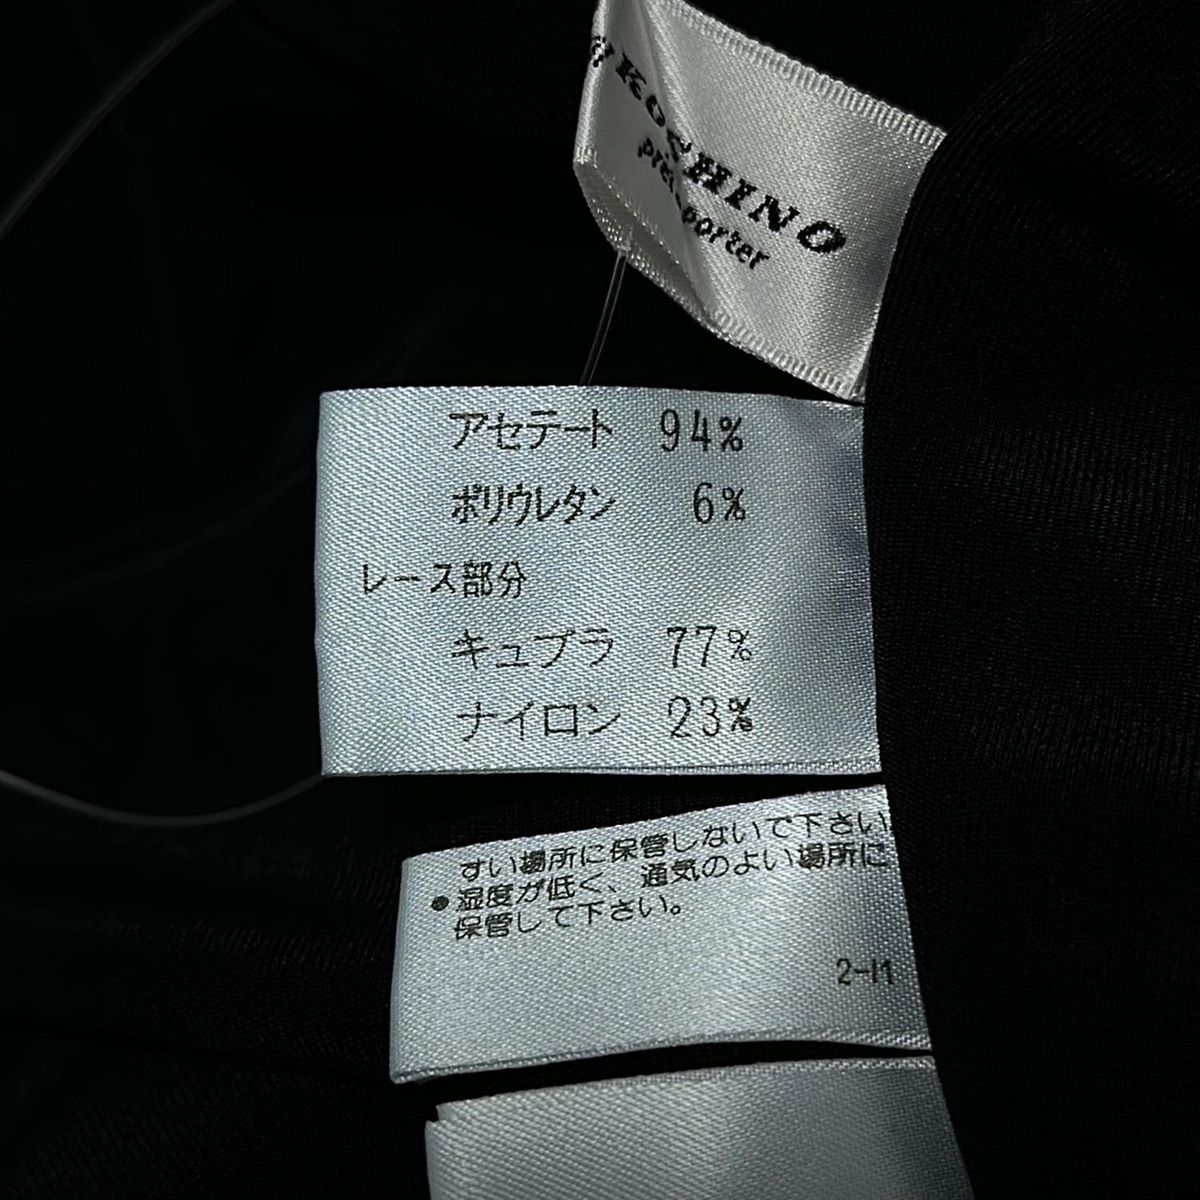 KOSHINO
porter
アセテート 94%
ポリウレタン 6%
レース部分
キュプラ 77%
ナイロン 23%
すい場所に保管しないで下さい
●湿度が低く、通気のよい場所に
保管して下さい。
2-I1